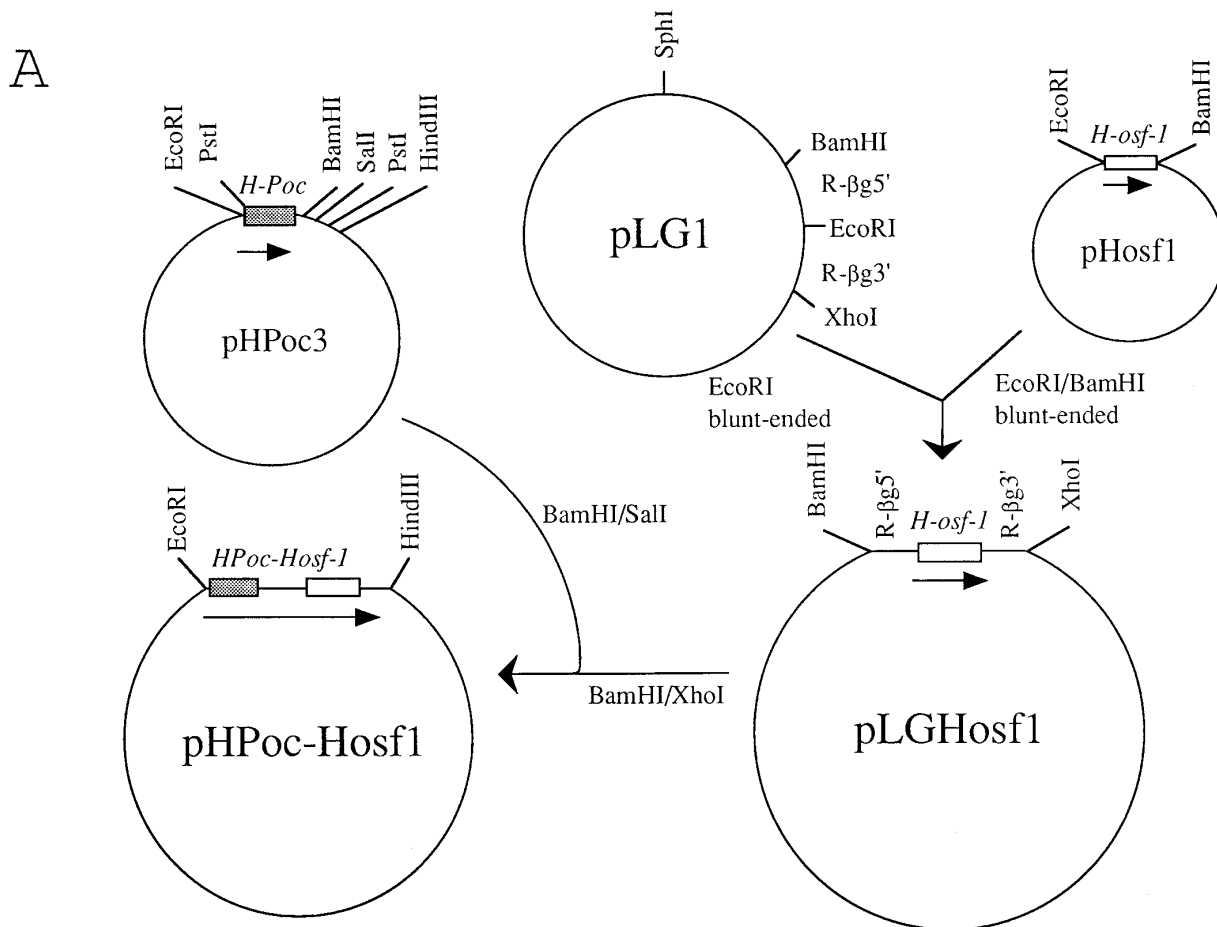 A
EcoRI
PstI
H-Poc
BamHI
SalI
PstI
HindIII
pHPoc3
SphI
BamHI
R-βg5'
EcoRI
R-βg3'
XhoI
pLG1
EcoRI
H-osf-1
BamHI
pHosf1
EcoRI
blunt-ended
EcoRI/BamHI
blunt-ended
BamHI/SalI
BamHI/XhoI
EcoRI
HPoc-Hosf-1
HindIII
pHPoc-Hosf1
BamHI
R-βg5'
H-osf-1
R-βg3'
XhoI
pLGHosf1